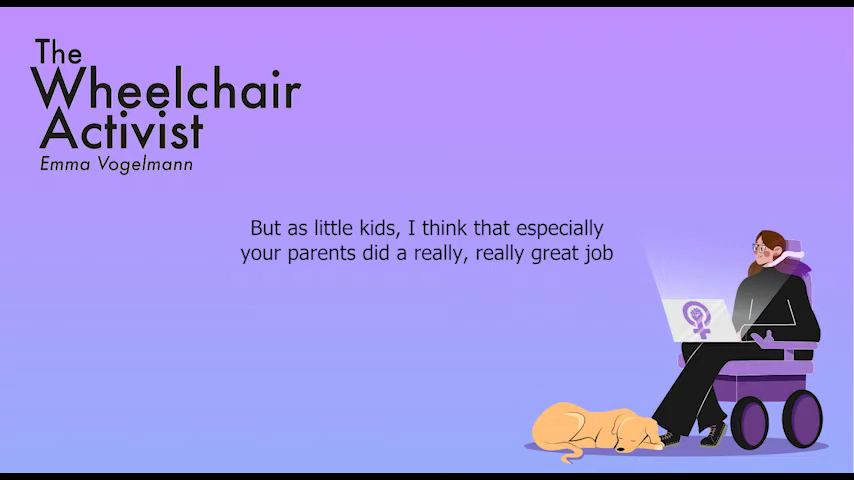 The
Wheelchair
Activist
Emma Vogelmann
But as little kids, I think that especially
your parents did a really, really great job